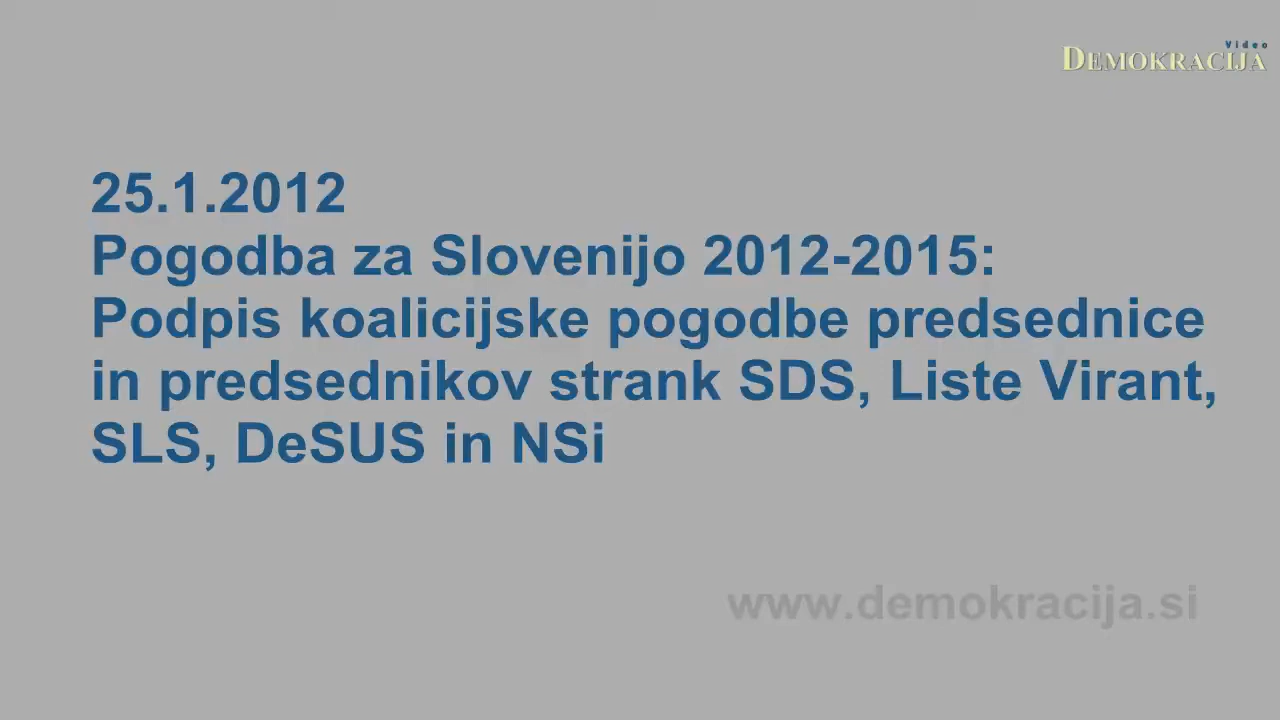 Video
DEMOKRACIJA
25.1.2012
Pogodba za Slovenijo 2012-2015:
Podpis koalicijske pogodbe predsednice
in predsednikov strank SDS, Liste Virant,
SLS, DeSUS in NSi
www.demokracija.si